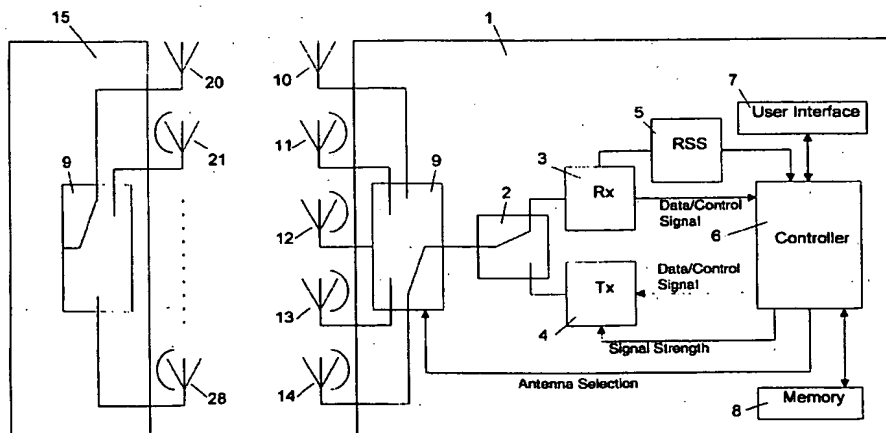 15
20
10
1
7
User Interface
5
RSS
21
11
9
9
3
Rx
2
Data/Control
Signal
6
Controller
12
Data/Control
Signal
Tx
13
4
Signal Strength
28
14
Antenna Selection
8
Memory